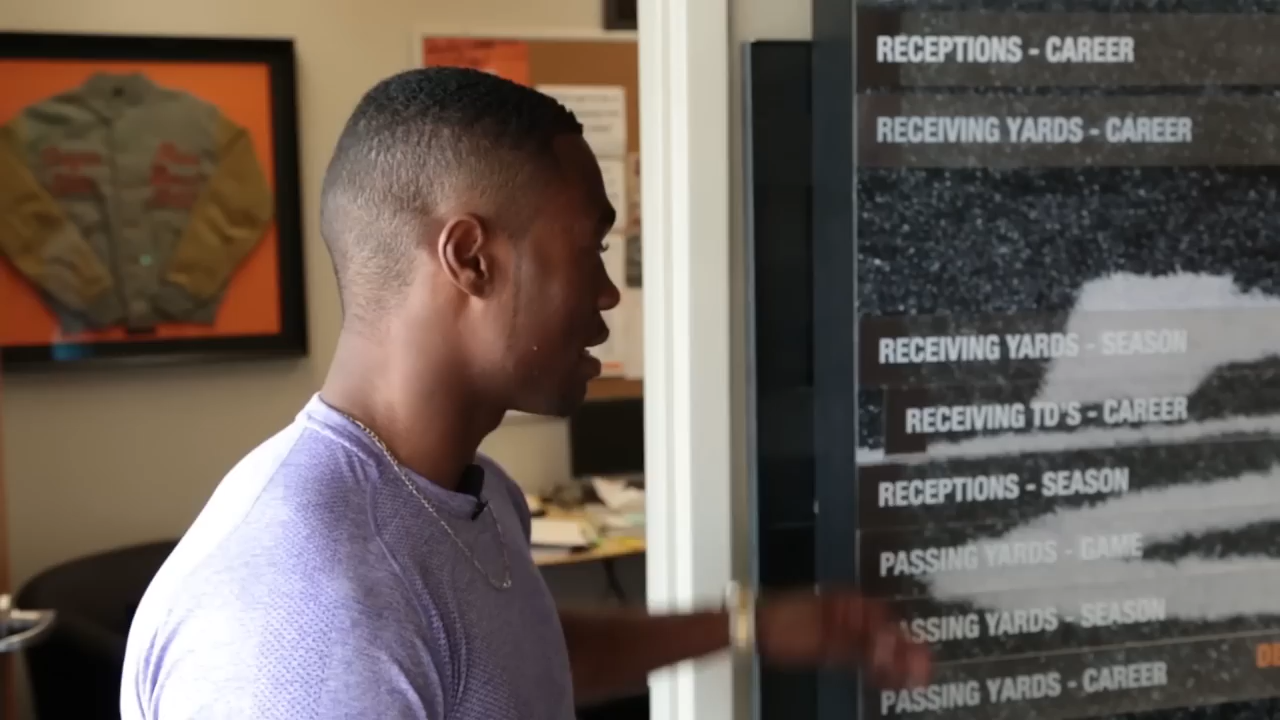 RECEPTIONS - CAREER
RECEIVING YARDS - CAREER
RECEIVING YARDS - SEASON
RECEIVING TD'S - CAREER
RECEPTIONS - SEASON
PASSING YARDS - GAME
PASSING YARDS - SEASON
PASSING YARDS - CAREER